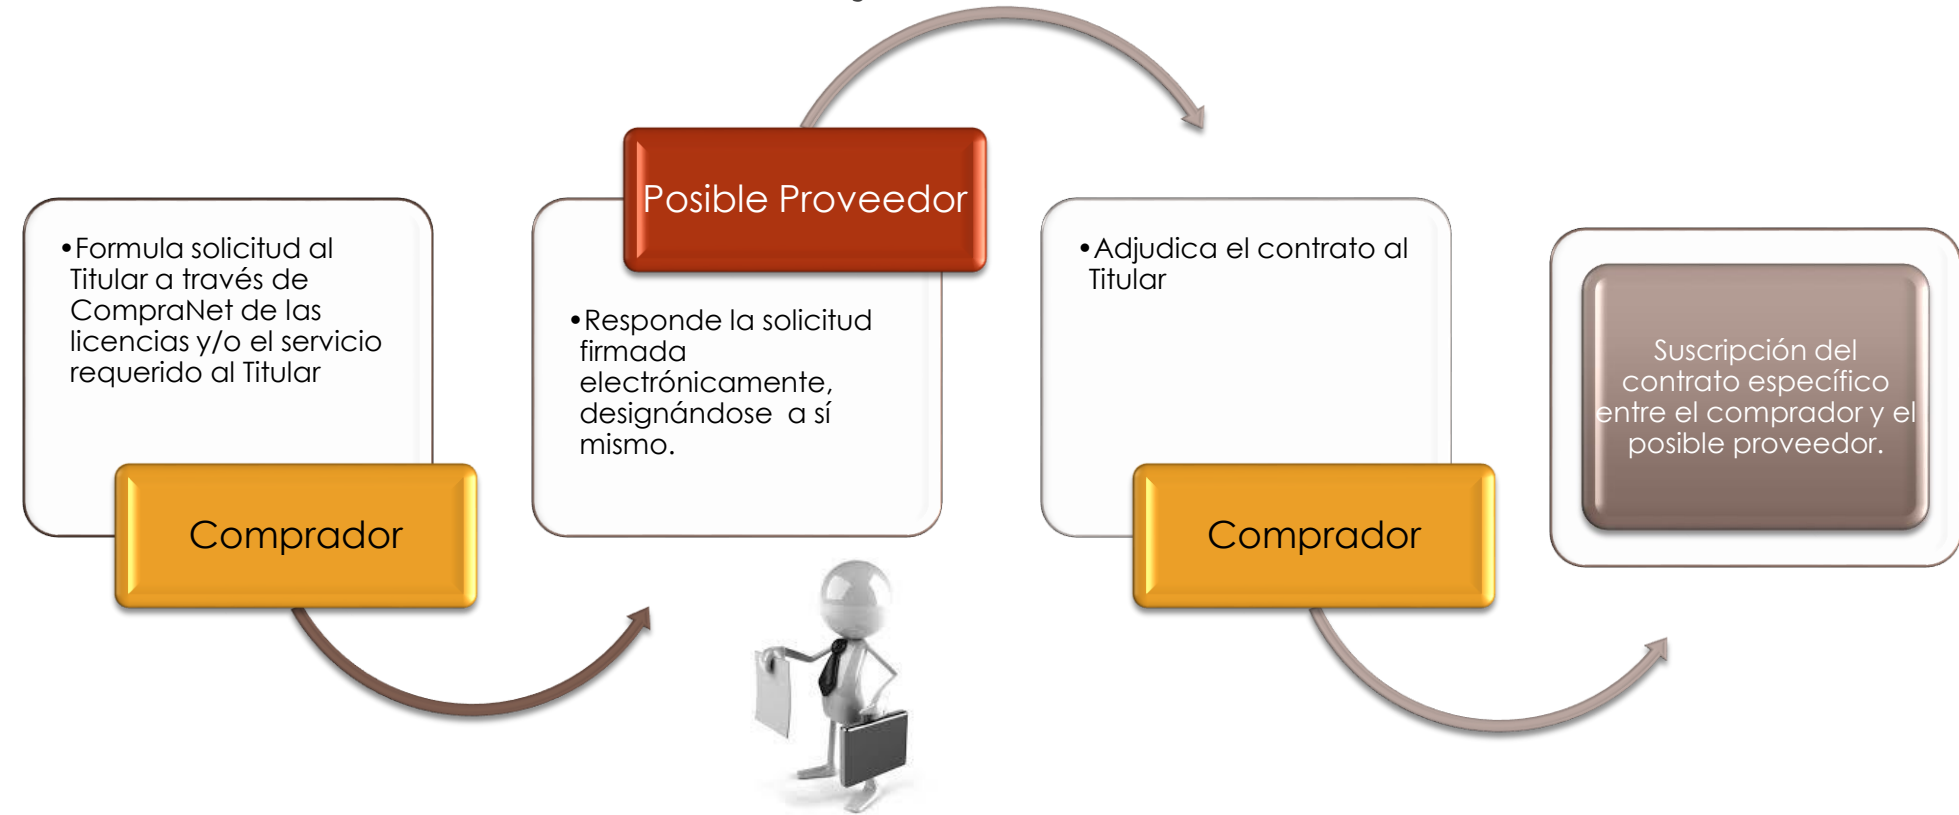 •Formula solicitud al
Titular a través de
CompraNet de las
licencias y/o el servicio
requerido al Titular
Comprador
Posible Proveedor
•Responde la solicitud
firmada
electrónicamente,
designándose a sí
mismo.
•Adjudica el contrato al
Titular
Comprador
Suscripción del
contrato específico
entre el comprador y el
posible proveedor.